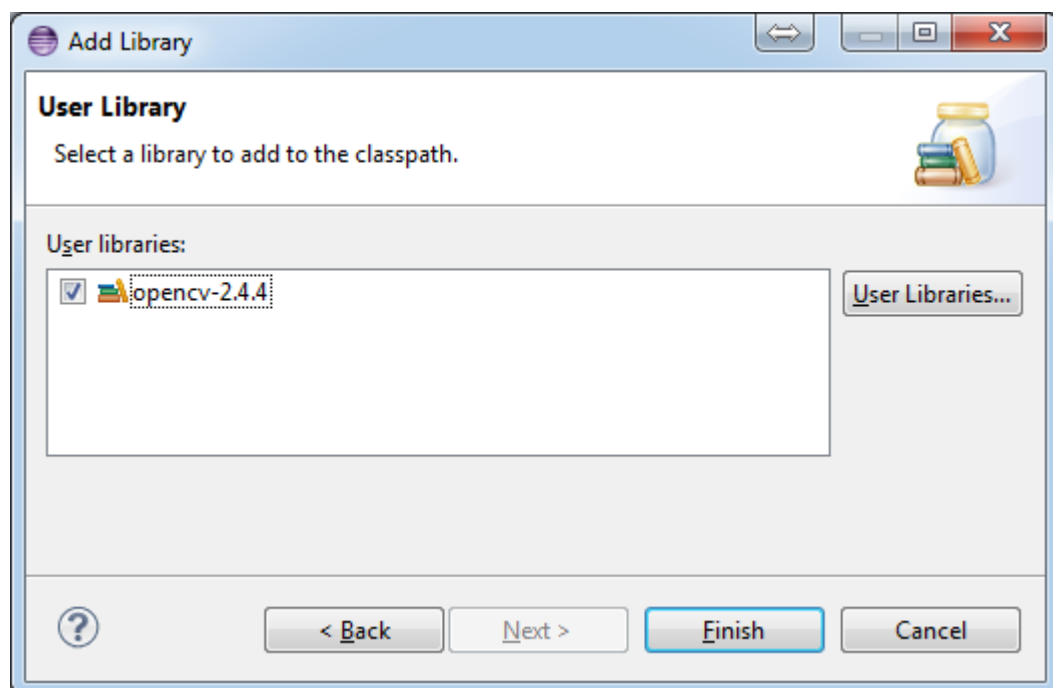 Add Library
User Library
Select a library to add to the classpath.
User libraries:
opencv-2.4.4
User Libraries...
?
< Back
Next >
Finish
Cancel